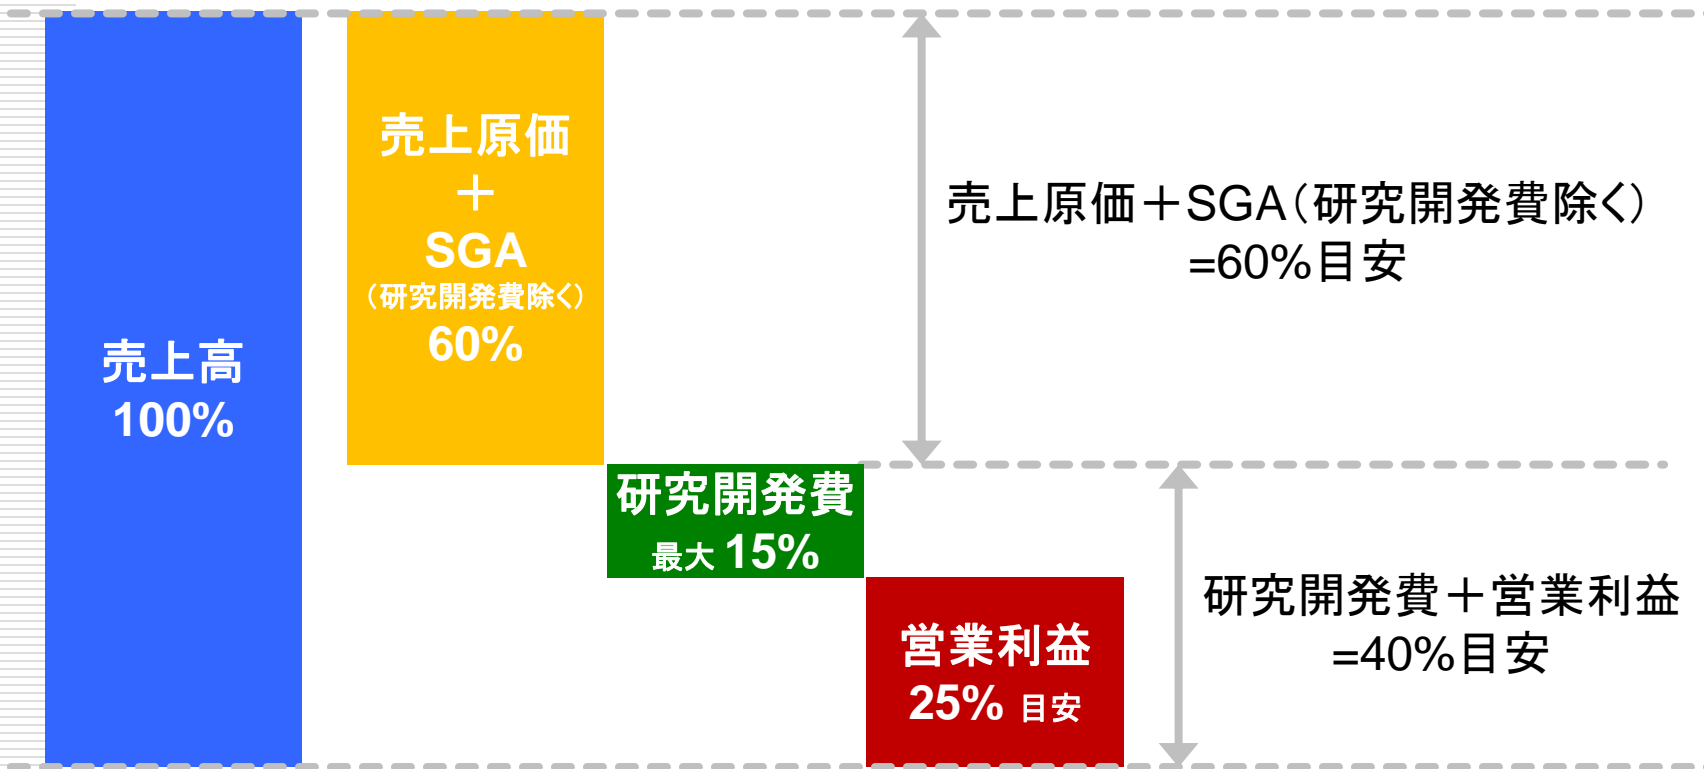 売上高
100%
売上原価
＋
SGA
（研究開発費除く）
60%
研究開発費
最大 15%
営業利益
25% 目安
売上原価＋SGA（研究開発費除く）
=60%目安
研究開発費＋営業利益
=40%目安